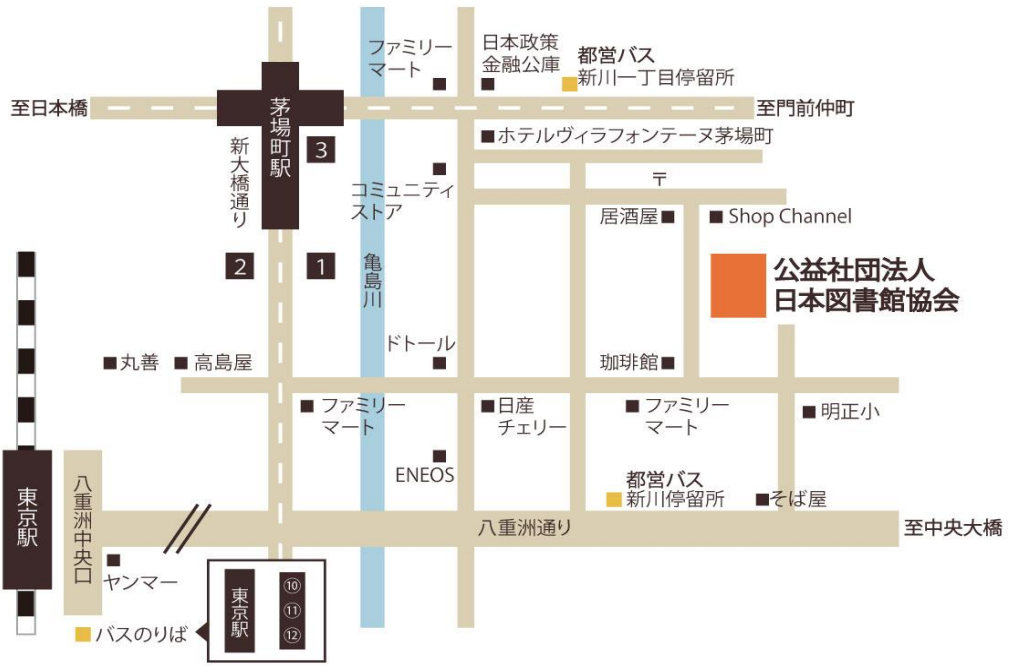 ファミリー
マート
日本政策
金融公庫
都営バス
新川一丁目停留所
至日本橋
至門前仲町
茅場町駅
新大橋通り
3
ホテルヴィラフォンテーヌ茅場町
コミュニティ
ストア
〒
居酒屋
Shop Channel
2
1
亀島川
公益社団法人
日本図書館協会
ドトール
珈琲館
丸善
高島屋
ファミリー
マート
日産
チェリー
ファミリー
マート
明正小
ENEOS
都営バス
新川停留所
そば屋
東京駅
八重洲中央口
八重洲通り
至中央大橋
ヤンマー
バスのりば
東京駅
⑩
⑪
⑫